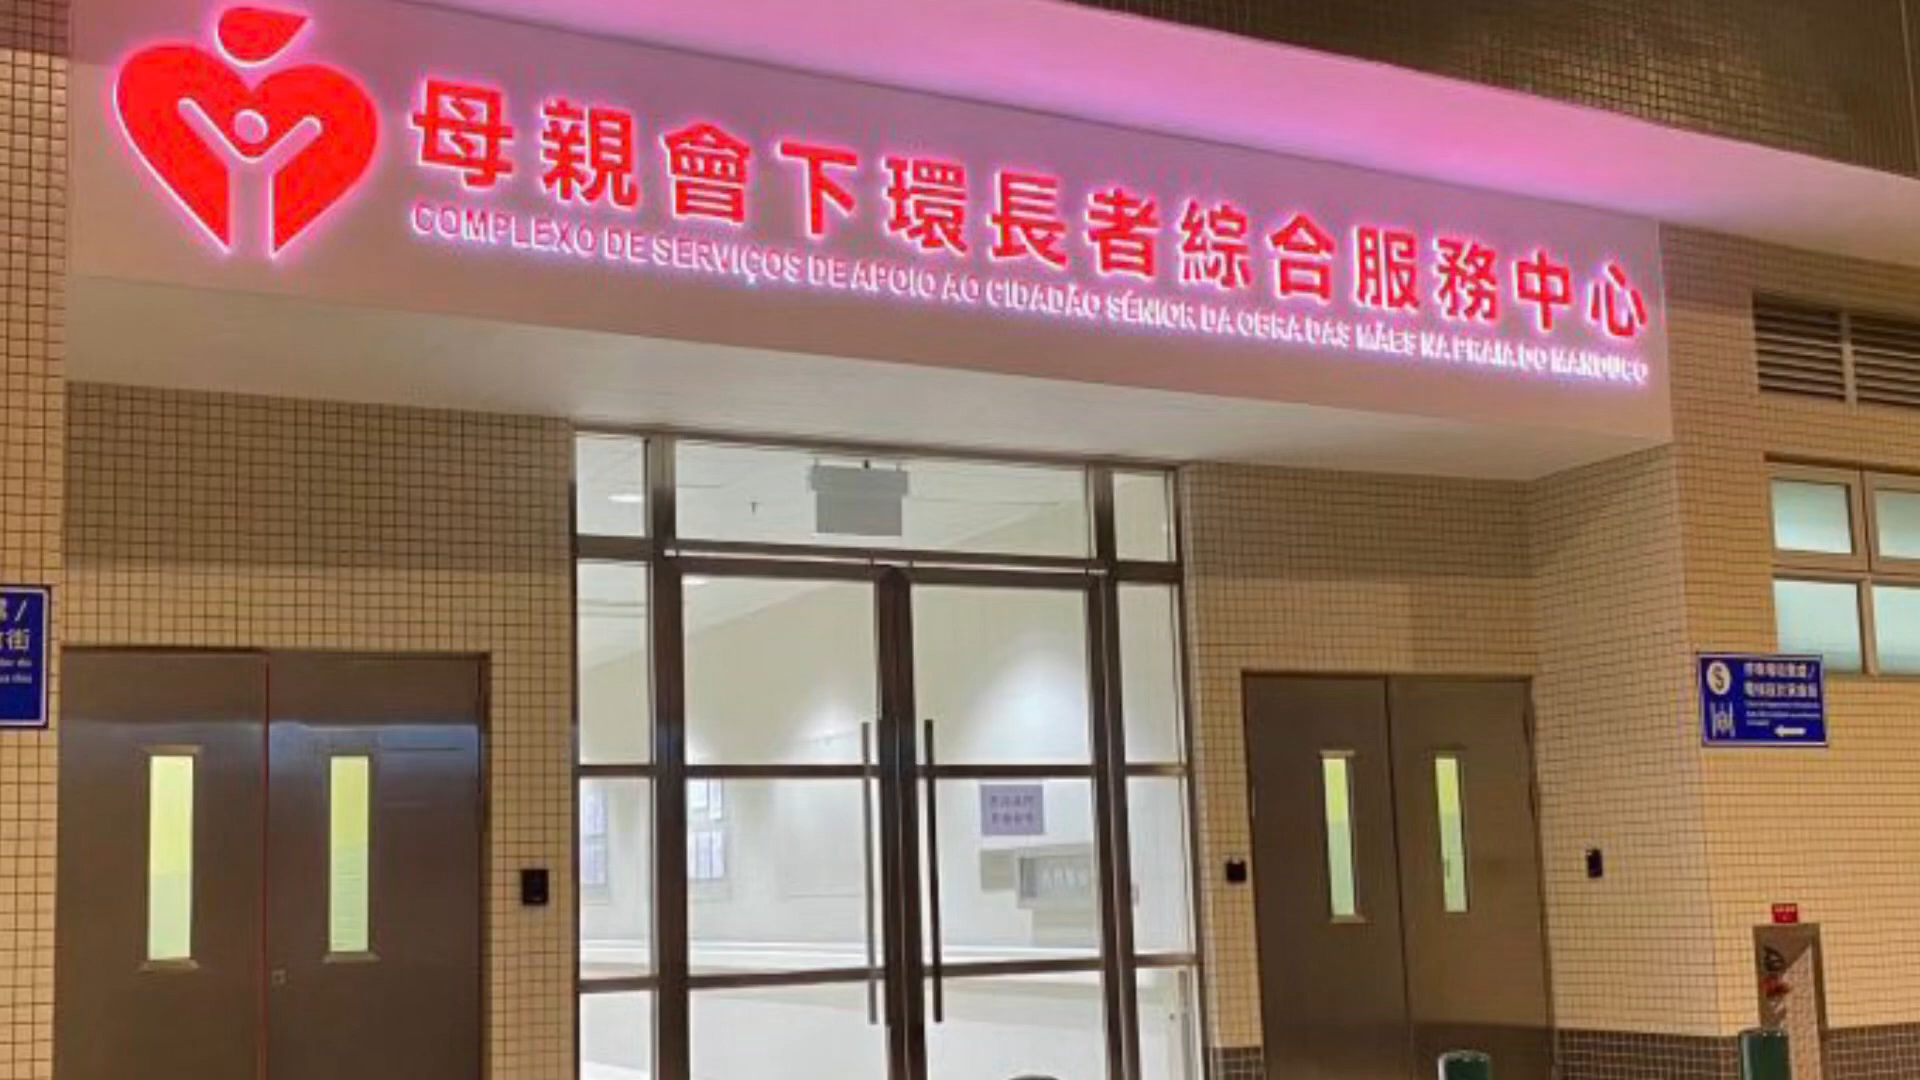 母親會下環長者綜合服務中心
COMPLEXO DE SERVIÇOS DE APOIO AO CIDADÃO SÉNIOR DA OBRA DAS MÃES NA PRAIA DO MANDUCO
街